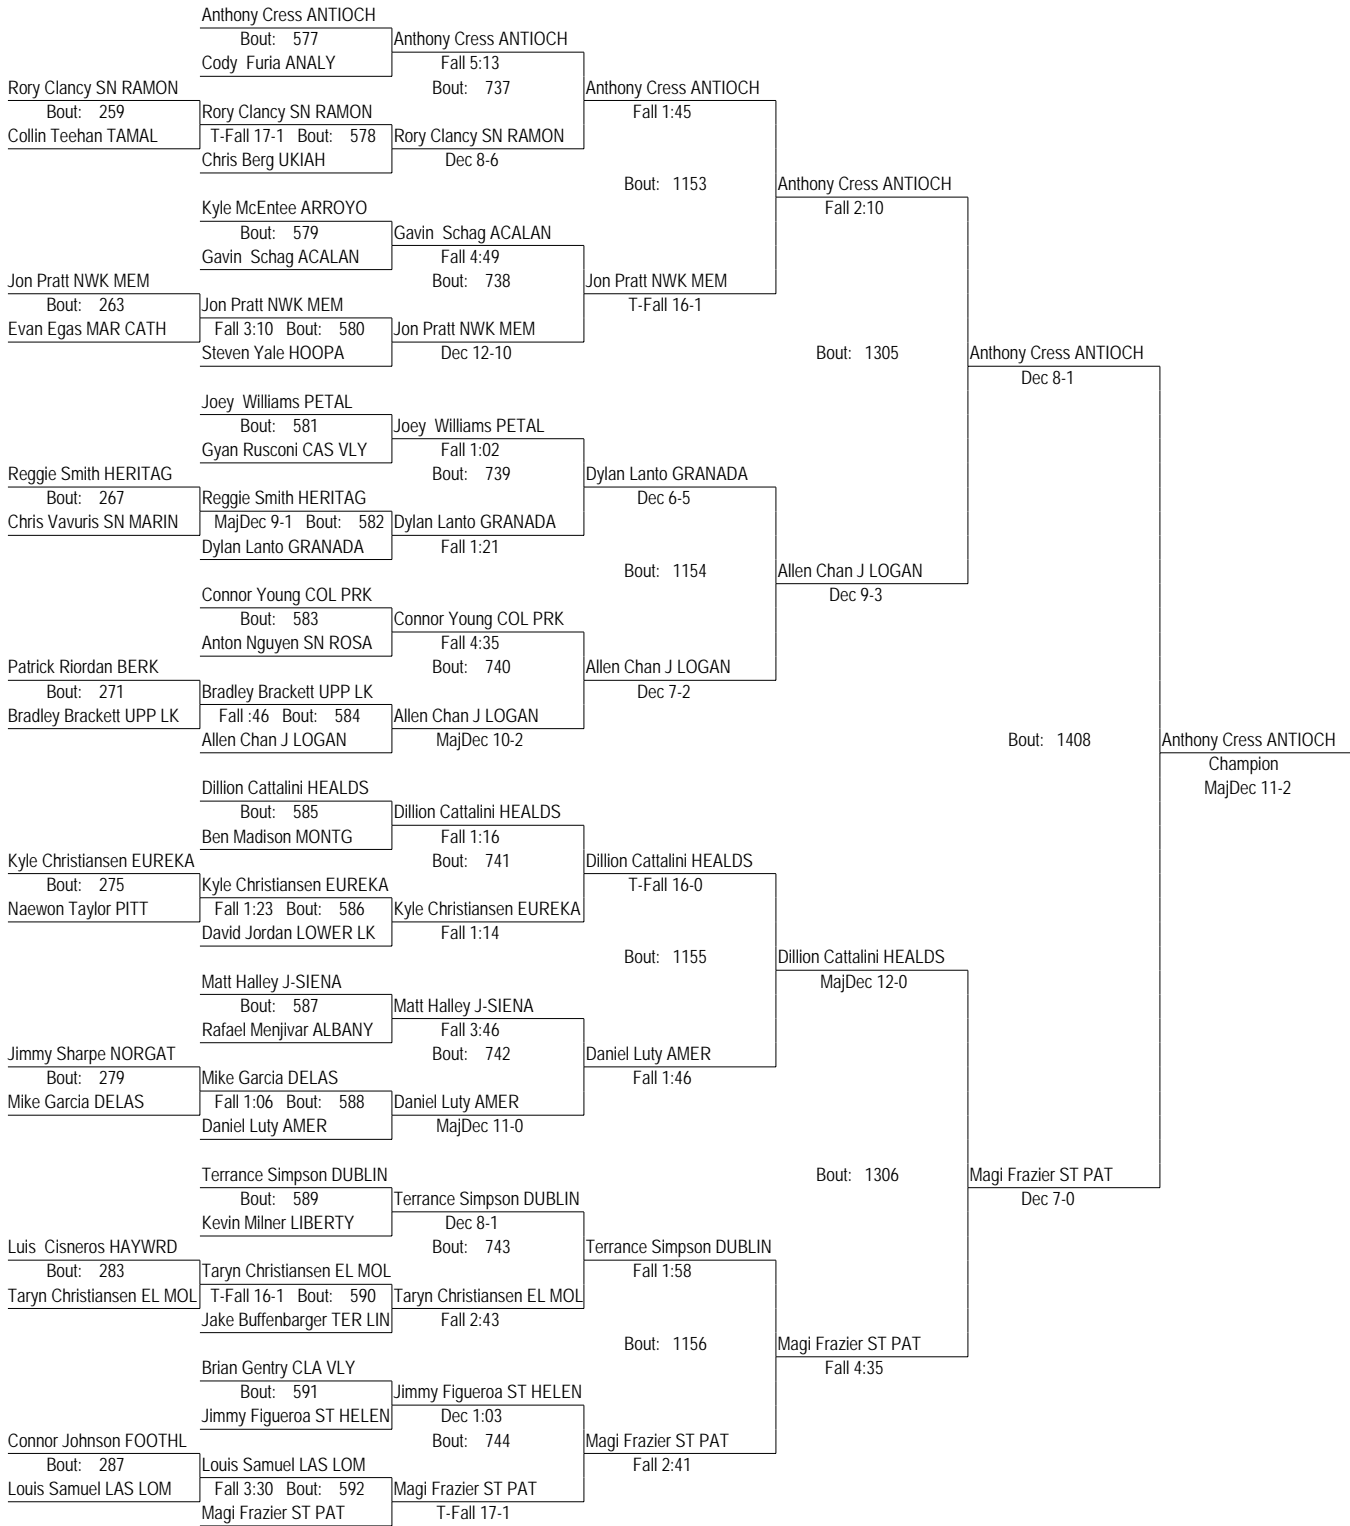 Anthony Cress ANTIOCH
Bout: 577
Anthony Cress ANTIOCH
Cody Furia ANALY
Fall 5:13
Rory Clancy SN RAMON
Bout: 737
Anthony Cress ANTIOCH
Bout: 259
Rory Clancy SN RAMON
Fall 1:45
Collin Teehan TAMAL
T-Fall 17-1 Bout: 578
Rory Clancy SN RAMON
Chris Berg UKIAH
Dec 8-6
Bout: 1153
Anthony Cress ANTIOCH
Kyle McEntee ARROYO
Fall 2:10
Bout: 579
Gavin Schag ACALAN
Gavin Schag ACALAN
Fall 4:49
Jon Pratt NWK MEM
Bout: 738
Jon Pratt NWK MEM
Bout: 263
Jon Pratt NWK MEM
T-Fall 16-1
Evan Egas MAR CATH
Fall 3:10 Bout: 580
Jon Pratt NWK MEM
Steven Yale HOOPA
Dec 12-10
Bout: 1305
Anthony Cress ANTIOCH
Dec 8-1
Joey Williams PETAL
Bout: 581
Joey Williams PETAL
Gyan Rusconi CAS VLY
Fall 1:02
Reggie Smith HERITAG
Bout: 739
Dylan Lanto GRANADA
Bout: 267
Reggie Smith HERITAG
Dec 6-5
Chris Vavuris SN MARIN
MajDec 9-1 Bout: 582
Dylan Lanto GRANADA
Dylan Lanto GRANADA
Fall 1:21
Bout: 1154
Allen Chan J LOGAN
Connor Young COL PRK
Dec 9-3
Bout: 583
Connor Young COL PRK
Anton Nguyen SN ROSA
Fall 4:35
Patrick Riordan BERK
Bout: 740
Allen Chan J LOGAN
Bout: 271
Bradley Brackett UPP LK
Dec 7-2
Bradley Brackett UPP LK
Fall :46 Bout: 584
Allen Chan J LOGAN
Allen Chan J LOGAN
MajDec 10-2
Bout: 1408
Anthony Cress ANTIOCH
Champion
Dillion Cattalini HEALDS
MajDec 11-2
Bout: 585
Dillion Cattalini HEALDS
Ben Madison MONTG
Fall 1:16
Kyle Christiansen EUREKA
Bout: 741
Dillion Cattalini HEALDS
Bout: 275
Kyle Christiansen EUREKA
T-Fall 16-0
Naewon Taylor PITT
Fall 1:23 Bout: 586
Kyle Christiansen EUREKA
David Jordan LOWER LK
Fall 1:14
Bout: 1155
Dillion Cattalini HEALDS
Matt Halley J-SIENA
MajDec 12-0
Bout: 587
Matt Halley J-SIENA
Rafael Menjivar ALBANY
Fall 3:46
Jimmy Sharpe NORGAT
Bout: 742
Daniel Luty AMER
Bout: 279
Mike Garcia DELAS
Fall 1:46
Mike Garcia DELAS
Fall 1:06 Bout: 588
Daniel Luty AMER
Daniel Luty AMER
MajDec 11-0
Terrance Simpson DUBLIN
Bout: 1306
Magi Frazier ST PAT
Bout: 589
Terrance Simpson DUBLIN
Dec 7-0
Kevin Milner LIBERTY
Dec 8-1
Luis Cisneros HAYWRD
Bout: 743
Terrance Simpson DUBLIN
Bout: 283
Taryn Christiansen EL MOL
Fall 1:58
Taryn Christiansen EL MOL
T-Fall 16-1 Bout: 590
Taryn Christiansen EL MOL
Jake Buffenbarger TER LIN
Fall 2:43
Bout: 1156
Magi Frazier ST PAT
Brian Gentry CLA VLY
Fall 4:35
Bout: 591
Jimmy Figueroa ST HELEN
Jimmy Figueroa ST HELEN
Dec 1:03
Connor Johnson FOOTHL
Bout: 744
Magi Frazier ST PAT
Bout: 287
Louis Samuel LAS LOM
Fall 2:41
Louis Samuel LAS LOM
Fall 3:30 Bout: 592
Magi Frazier ST PAT
Magi Frazier ST PAT
T-Fall 17-1